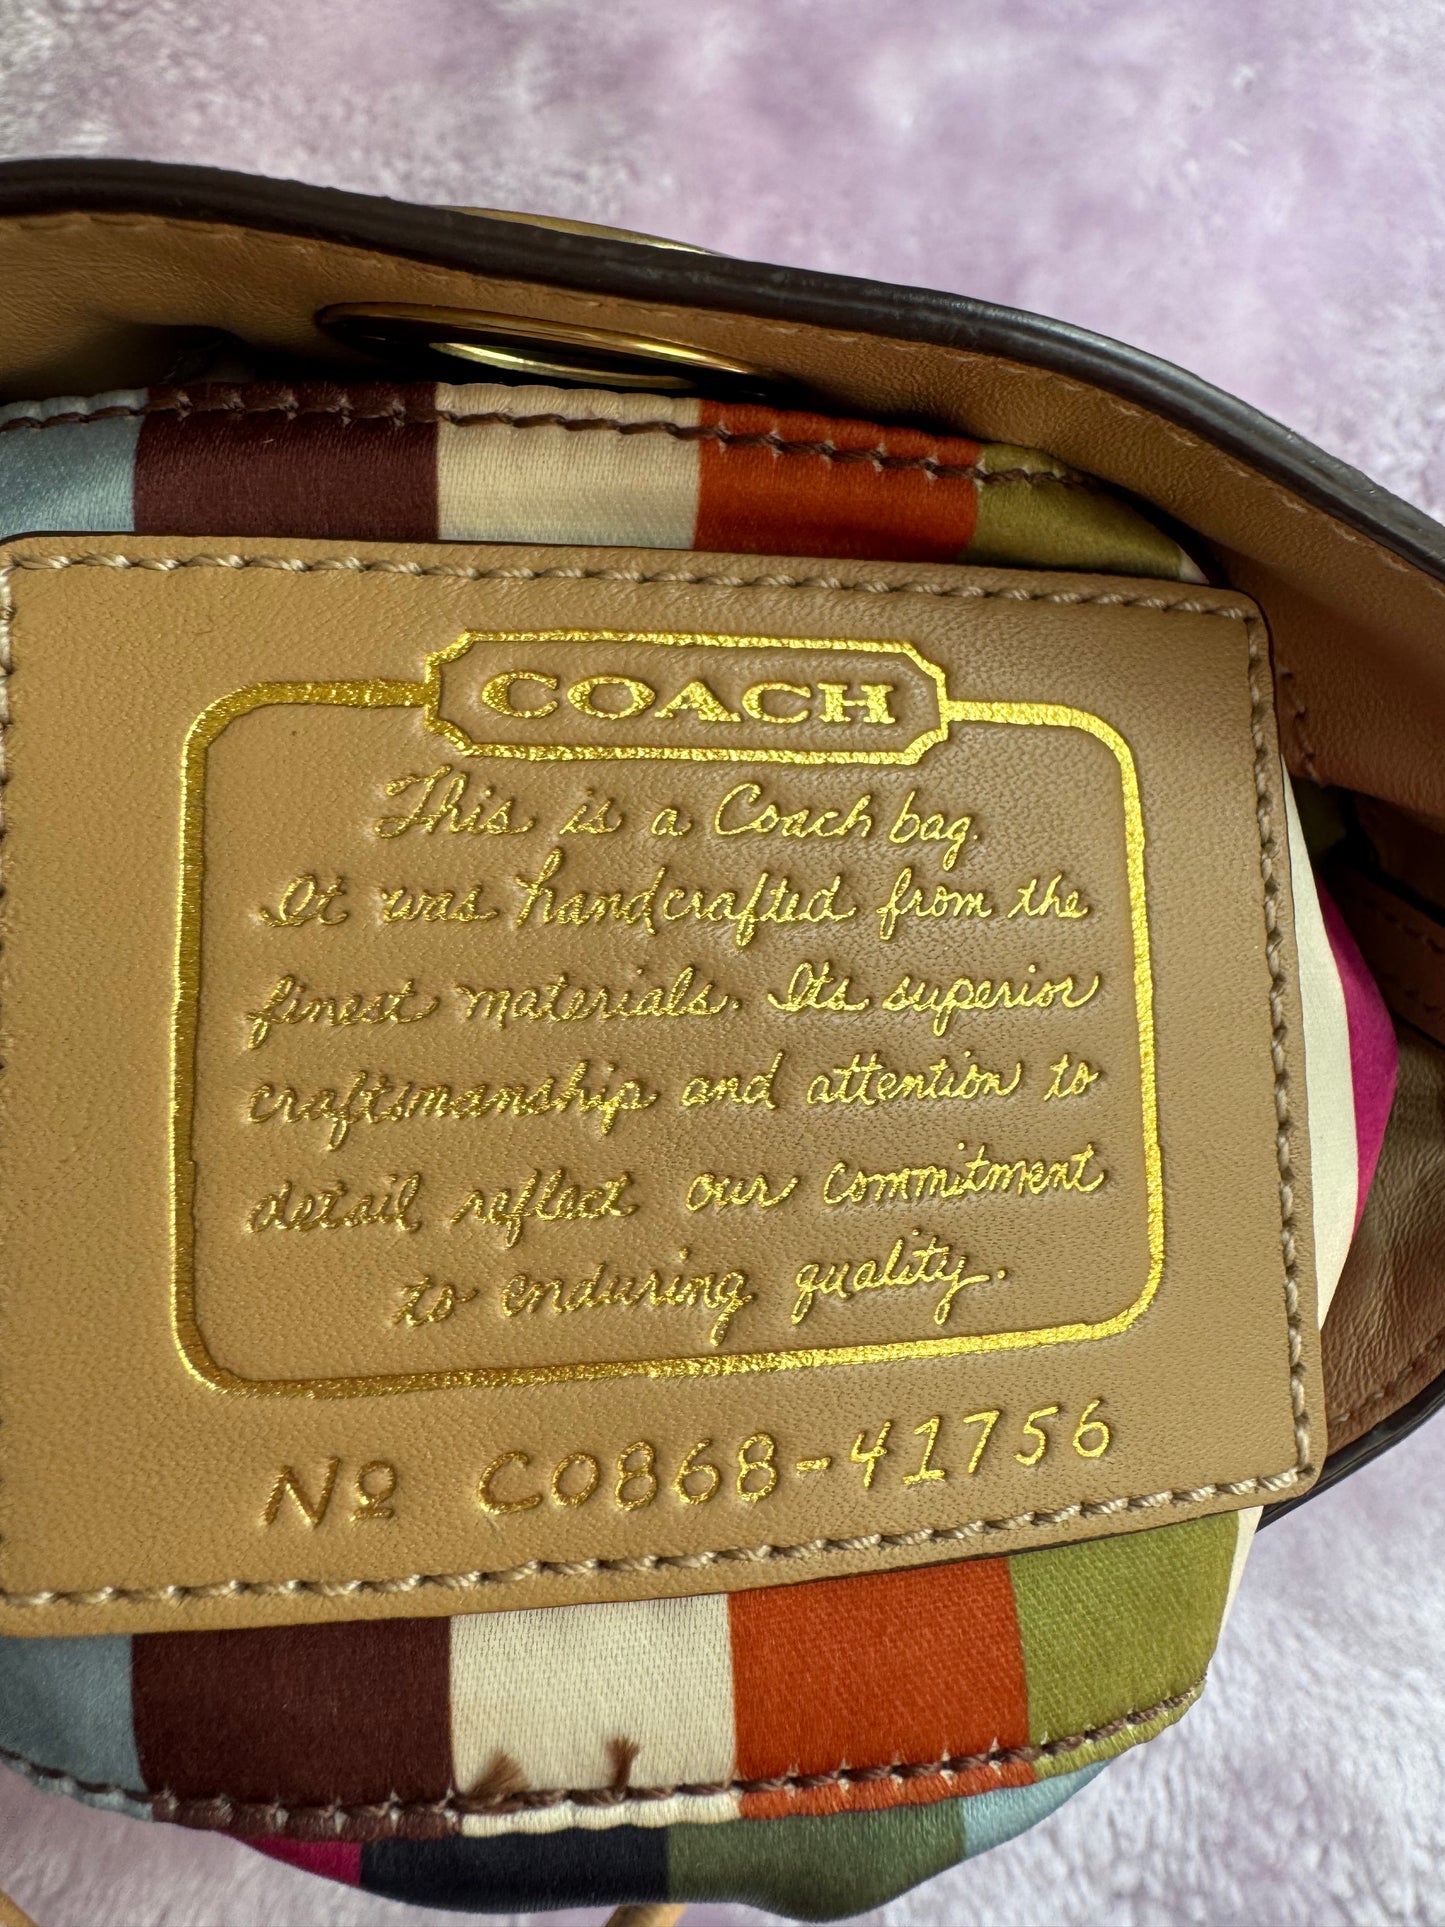 COACH
This is a Coach bag.
It was handcrafted from the
finest materials. Its superior
craftsmanship and attention to
detail reflect our commitment
to enduring quality.
Nº C0868-41756